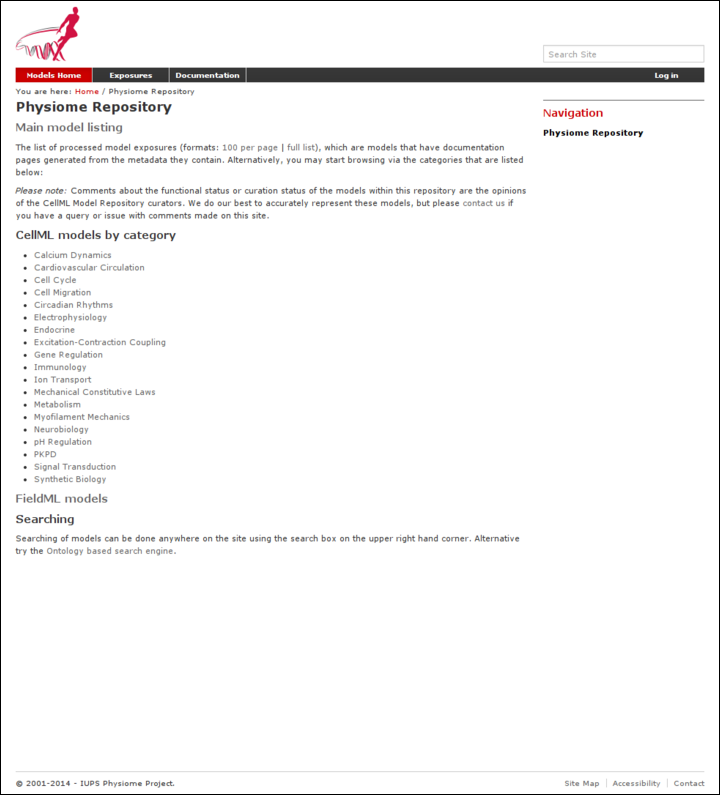 Search Site
Models Home Exposures Documentation Log in
You are here: Home / Physiome Repository
Physiome Repository
Main model listing
The list of processed model exposures (formats: 100 per page | full list), which are models that have documentation
pages generated from the metadata they contain. Alternatively, you may start browsing via the categories that are listed
below:
Please note: Comments about the functional status or curation status of the models within this repository are the opinions
of the CellML Model Repository curators. We do our best to accurately represent these models, but please contact us if
you have a query or issue with comments made on this site.
CellML models by category
Calcium Dynamics
Cardiovascular Circulation
Cell Cycle
Cell Migration
Circadian Rhythms
Electrophysiology
Endocrine
Excitation-Contraction Coupling
Gene Regulation
Immunology
Ion Transport
Mechanical Constitutive Laws
Metabolism
Myofilament Mechanics
Neurobiology
pH Regulation
PKPD
Signal Transduction
Synthetic Biology
FieldML models
Searching
Searching of models can be done anywhere on the site using the search box on the upper right hand corner. Alternative
try the Ontology based search engine.
Navigation
Physiome Repository
© 2001-2014 - IUPS Physiome Project.
Site Map Accessibility Contact